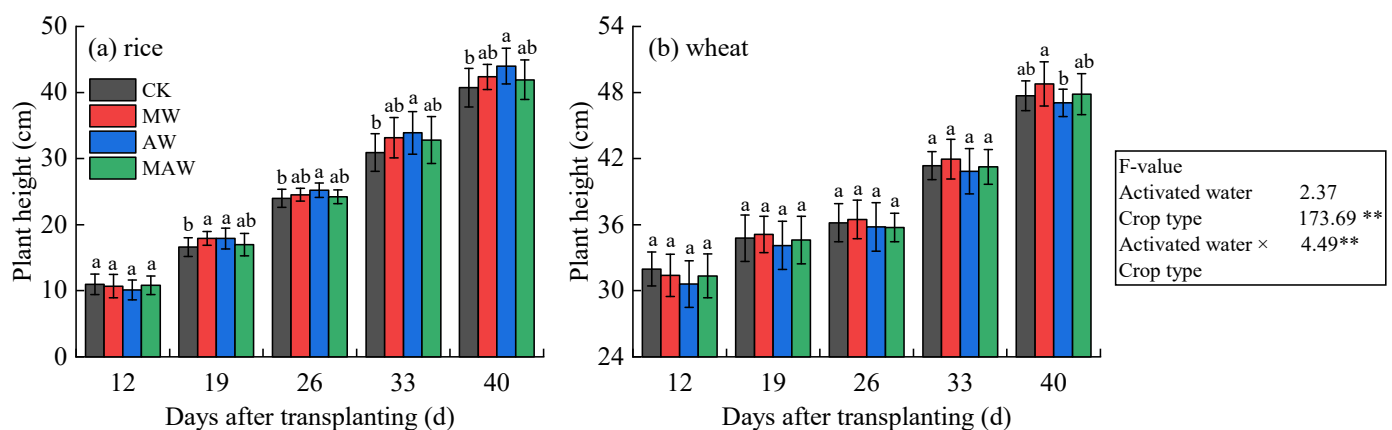 (a) rice
CK
MW
AW
MAW
Plant height (cm)
50
40
30
20
10
0
a a a a
b a a ab
b ab a ab
b ab a ab
b ab a ab
12 19 26 33 40
Days after transplanting (d)
(b) wheat
Plant height (cm)
54
48
42
36
30
24
a a a a
a a a a
a a a a
a a a a
ab a b ab
12 19 26 33 40
Days after transplanting (d)
F-value
Activated water 2.37
Crop type 173.69 **
Activated water × 4.49**
Crop type